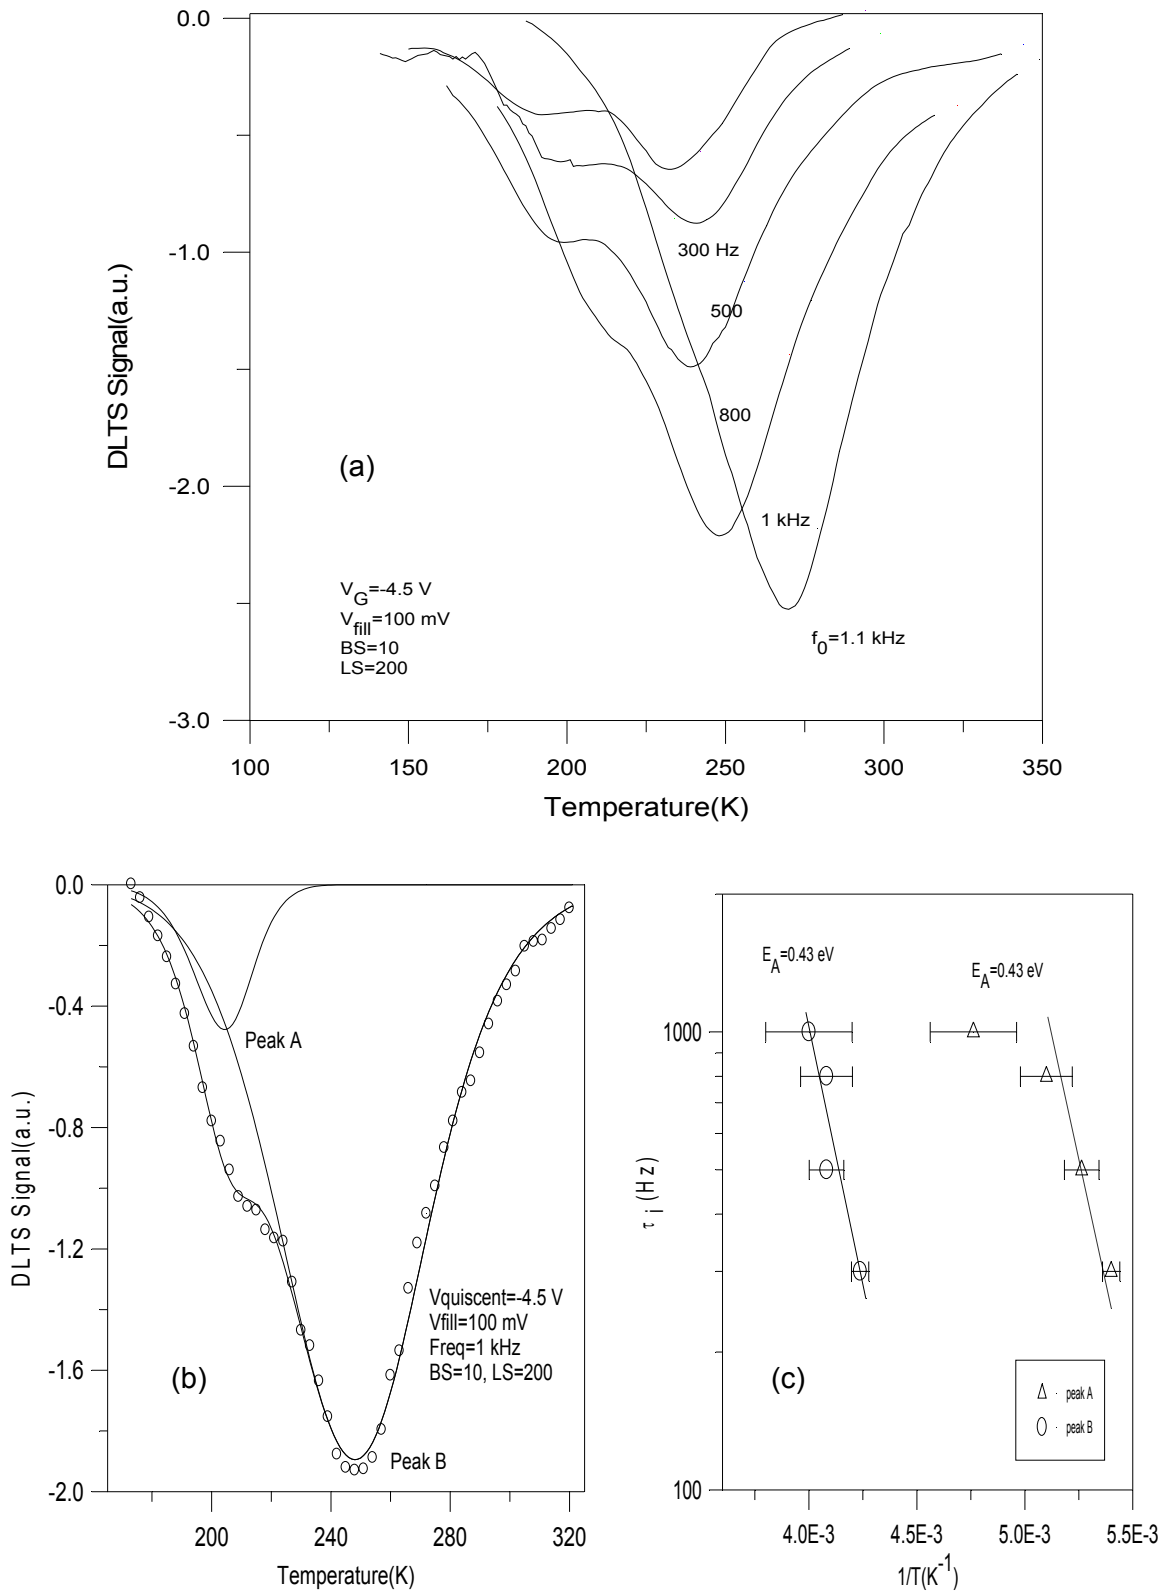 0.0
-1.0
-2.0
-3.0
DLTS Signal(a.u.)
300 Hz
500
800
1 kHz
f0=1.1 kHz
(a)
VG=-4.5 V
Vfill=100 mV
BS=10
LS=200
100 150 200 250 300 350
Temperature(K)
0.0
-0.4
-0.8
-1.2
-1.6
-2.0
DLTS Signal(a.u.)
Peak A
Vquiscent=-4.5 V
Vfill=100 mV
Freq=1 kHz
BS=10, LS=200
(b)
Peak B
200 240 280 320
Temperature(K)
EA=0.43 eV
EA=0.43 eV
1000
100
τi (Hz)
(c)
peak A
peak B
4.0E-3 4.5E-3 5.0E-3 5.5E-3
1/T(K-1)